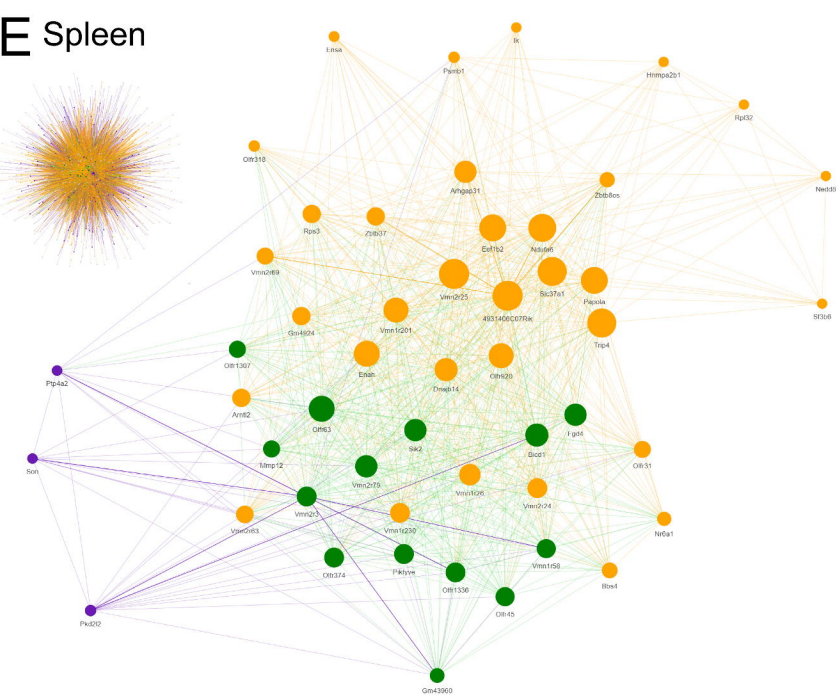 E Spleen
Ensa
Ik
Psmb1
Hnrnpa2b1
Rpl32
Olfr318
Arhgap31
Zbtb8os
Nedd8
Rps3
Zbtb37
Eef1b2
Ndufa6
Vmn2r69
Vmn2r25
Slc37a1
Papola
4931406C07Rik
Sf3b6
Gm4924
Vmn1r201
Trip4
Olfr1307
Enah
Dnajb14
Olfr920
Ptp4a2
Arntl2
Olfr63
Sik2
Bicd1
Fgd4
Mmp12
Son
Vmn2r79
Vmn1r26
Vmn2r24
Olfr31
Vmn2r3
Vmn2r63
Vmn1r230
Nr6a1
Olfr374
Pikfyve
Olfr1336
Vmn1r58
Bbs4
Olfr45
Pkd2l2
Gm43960